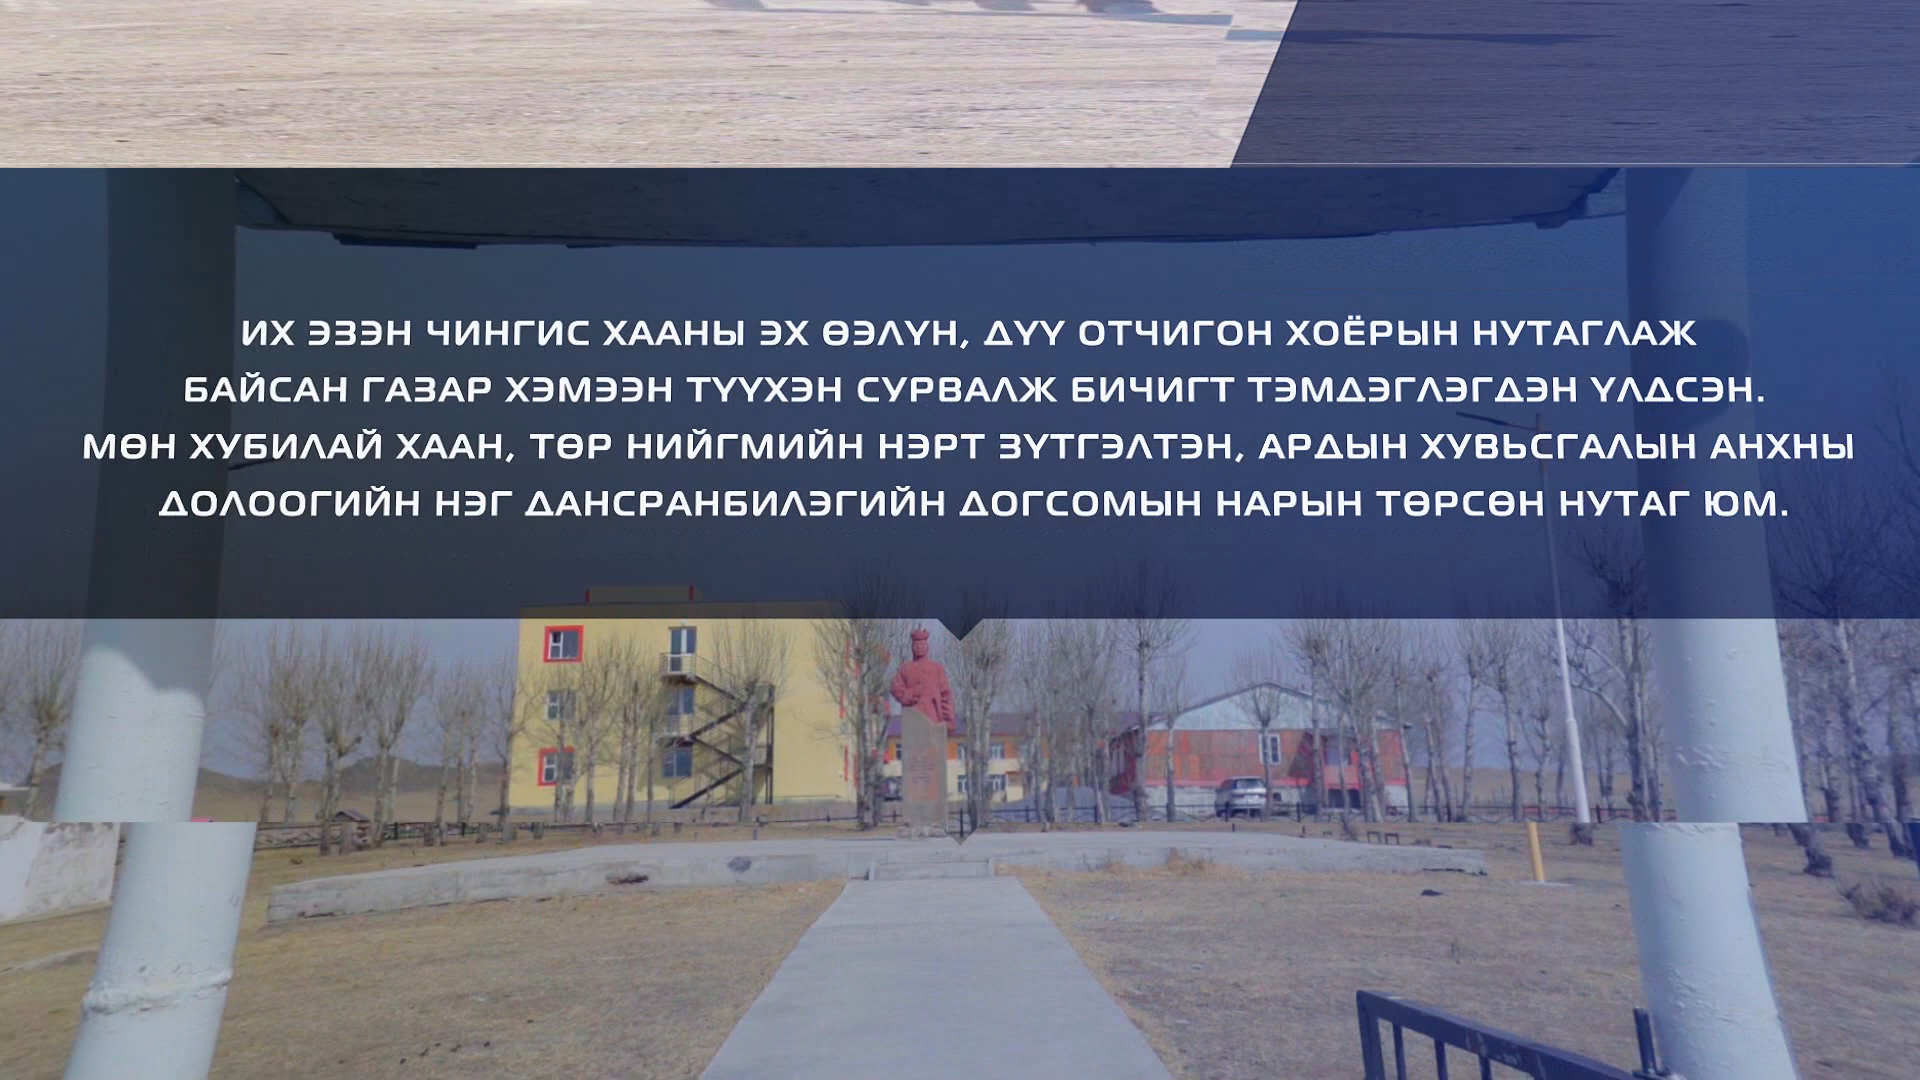 ИХ ЭЗЭН ЧИНГИС ХААНЫ ЭХ ӨЭЛҮН, ДҮҮ ОТЧИГОН ХОЁРЫН НУТАГЛАЖ
БАЙСАН ГАЗАР ХЭМЭЭН ТҮҮХЭН СУРВАЛЖ БИЧИГТ ТЭМДЭГЛЭГДЭН ҮЛДСЭН.
МӨН ХУБИЛАЙ ХААН, ТӨР НИЙГМИЙН НЭРТ ЗҮТГЭЛТЭН, АРДЫН ХУВЬСГАЛЫН АНХНЫ
ДОЛООГИЙН НЭГ ДАНСРАНБИЛЭГИЙН ДОГСОМЫН НАРЫН ТӨРСӨН НУТАГ ЮМ.